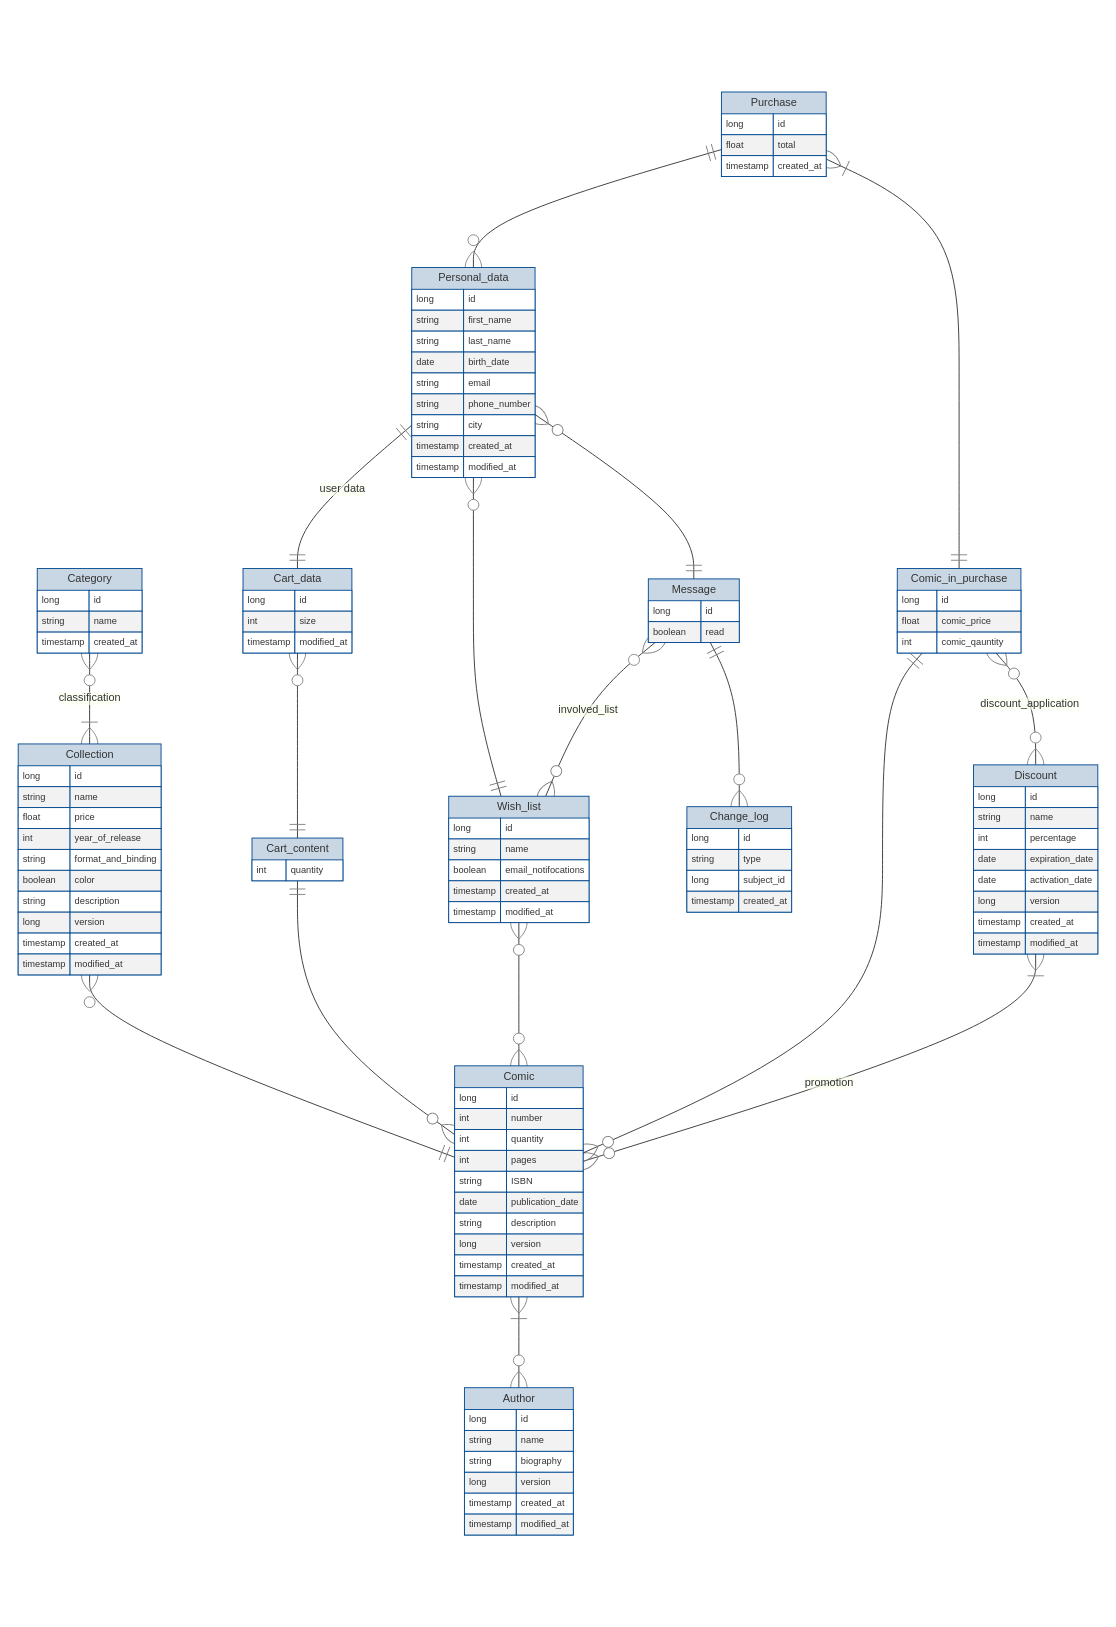 Purchase
long id
float total
timestamp created_at
Personal_data
long id
string first_name
string last_name
date birth_date
string email
string phone_number
string city
timestamp created_at
timestamp modified_at
user data
Category
long id
string name
timestamp created_at
Cart_data
long id
int size
timestamp modified_at
Message
long id
boolean read
Comic_in_purchase
long id
float comic_price
int comic_qauntity
classification
involved_list
discount_application
Collection
long id
string name
float price
int year_of_release
string format_and_binding
boolean color
string description
long version
timestamp created_at
timestamp modified_at
Cart_content
int quantity
Wish_list
long id
string name
boolean email_notifocations
timestamp created_at
timestamp modified_at
Change_log
long id
string type
long subject_id
timestamp created_at
Discount
long id
string name
int percentage
date expiration_date
date activation_date
long version
timestamp created_at
timestamp modified_at
promotion
Comic
long id
int number
int quantity
int pages
string ISBN
date publication_date
string description
long version
timestamp created_at
timestamp modified_at
Author
long id
string name
string biography
long version
timestamp created_at
timestamp modified_at